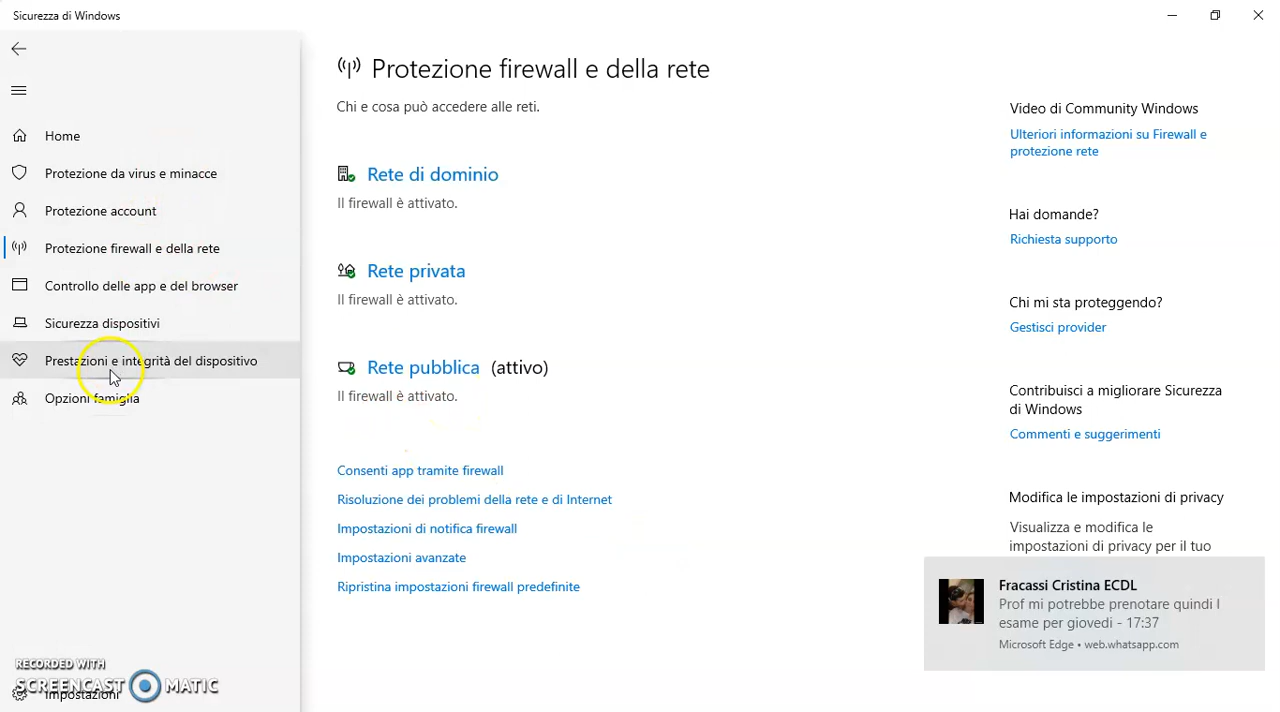 Sicurezza di Windows
Home
Protezione da virus e minacce
Protezione account
Protezione firewall e della rete
Controllo delle app e del browser
Sicurezza dispositivi
Prestazioni e integrità del dispositivo
Opzioni famiglia
RECORDED WITH
SCREENCAST MATIC
Impostazioni
Protezione firewall e della rete
Chi e cosa può accedere alle reti.
Rete di dominio
Il firewall è attivato.
Rete privata
Il firewall è attivato.
Rete pubblica (attivo)
Il firewall è attivato.
Consenti app tramite firewall
Risoluzione dei problemi della rete e di Internet
Impostazioni di notifica firewall
Impostazioni avanzate
Ripristina impostazioni firewall predefinite
Video di Community Windows
Ulteriori informazioni su Firewall e
protezione rete
Hai domande?
Richiesta supporto
Chi mi sta proteggendo?
Gestisci provider
Contribuisci a migliorare Sicurezza
di Windows
Commenti e suggerimenti
Modifica le impostazioni di privacy
Visualizza e modifica le
impostazioni di privacy per il tuo
Fracassi Cristina ECDL
Prof mi potrebbe prenotare quindi l
esame per giovedi - 17:37
Microsoft Edge • web.whatsapp.com